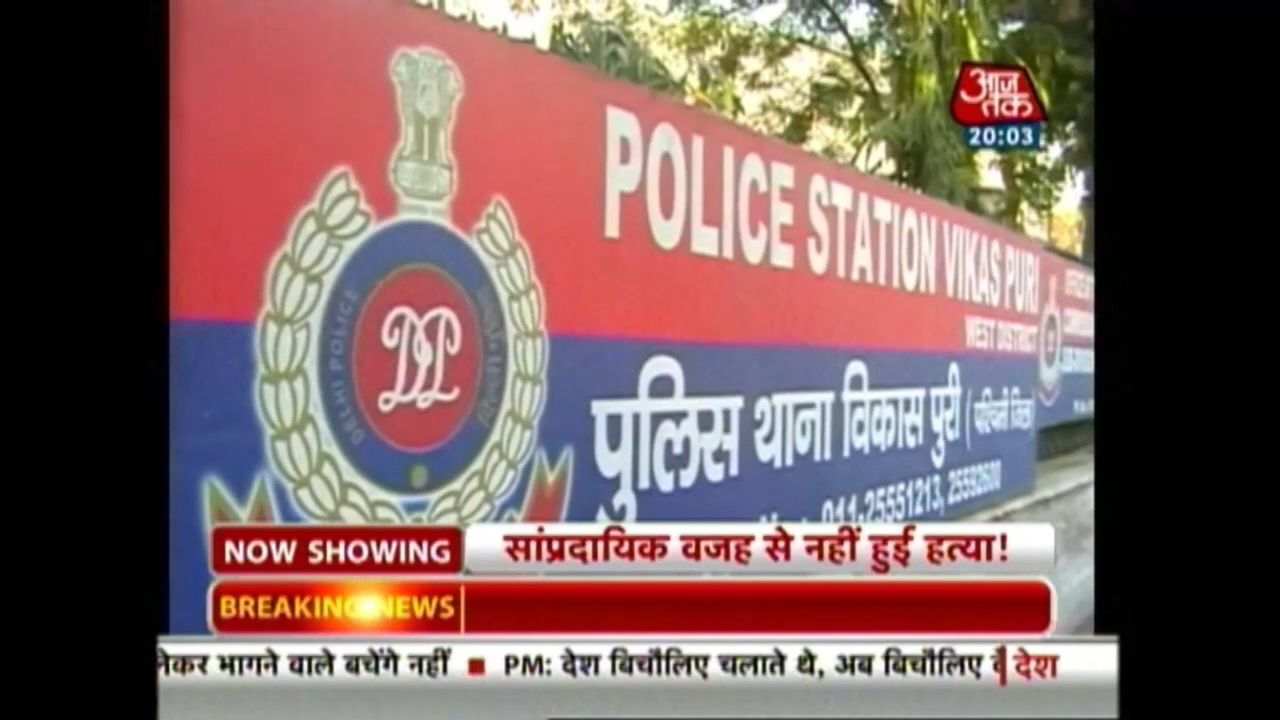 आज
तक
20:03
POLICE STATION VIKAS PURI
WEST DISTRICT
DELHI POLICE
DP
पुलिस थाना विकास पुरी ( पश्चिमी जिला
011-25551213, 25592600
NOW SHOWING
सांप्रदायिक वजह से नहीं हुई हत्या!
BREAKING NEWS
लेकर भागने वाले बचेंगे नहीं ■ PM: देश बिचौलिए चलाते थे, अब बिचौलिए
देश